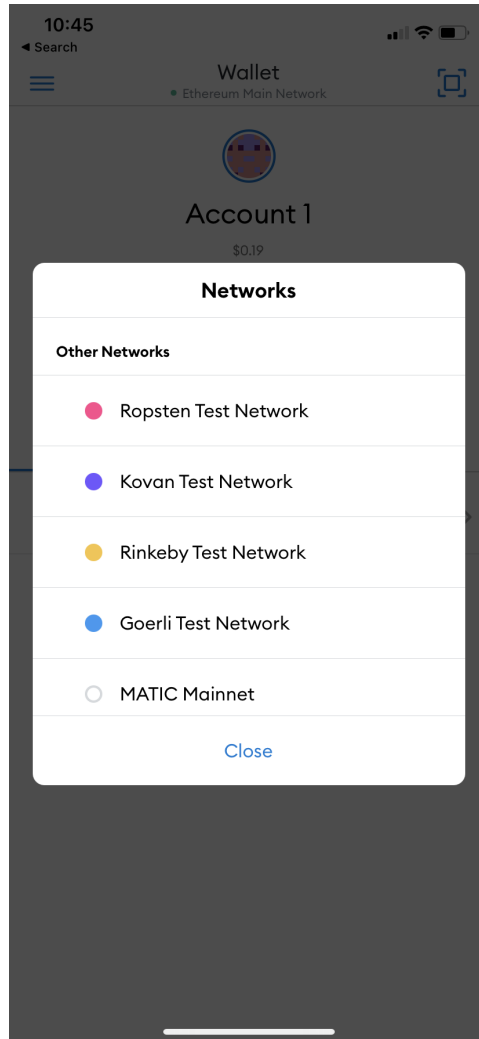 10:45
◀ Search
Wallet
Ethereum Main Network
Account 1
$0.19
Networks
Other Networks
Ropsten Test Network
Kovan Test Network
Rinkeby Test Network
Goerli Test Network
MATIC Mainnet
Close